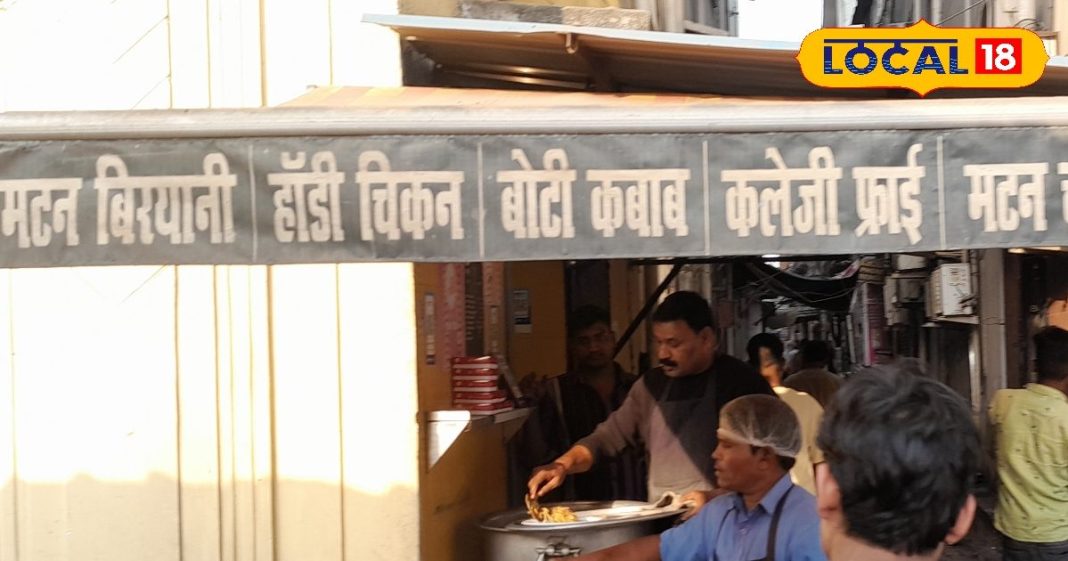 LOCAL 18
मटन बिरयानी हॉडी चिकन बोटी कबाब कलेजी फ्राई मटन